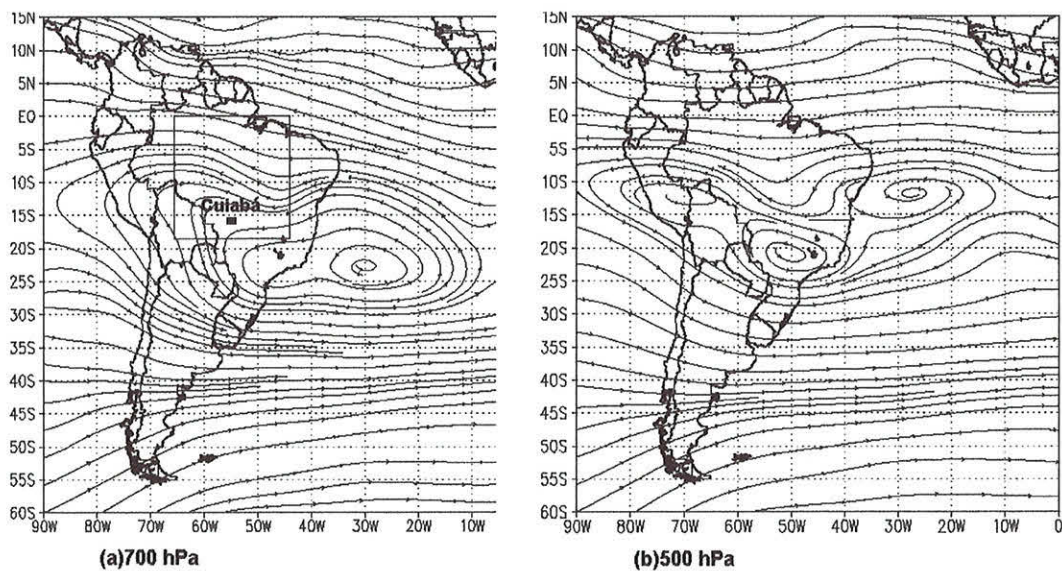 15N
10N
5N
EQ
5S
10S
15S
20S
25S
30S
35S
40S
45S
50S
55S
60S
90W 80W 70W 60W 50W 40W 30W 20W 10W
Cuiabá
(a)700 hPa
15N
10N
5N
EQ
5S
10S
15S
20S
25S
30S
35S
40S
45S
50S
55S
60S
90W 80W 70W 60W 50W 40W 30W 20W 10W 0
(b)500 hPa